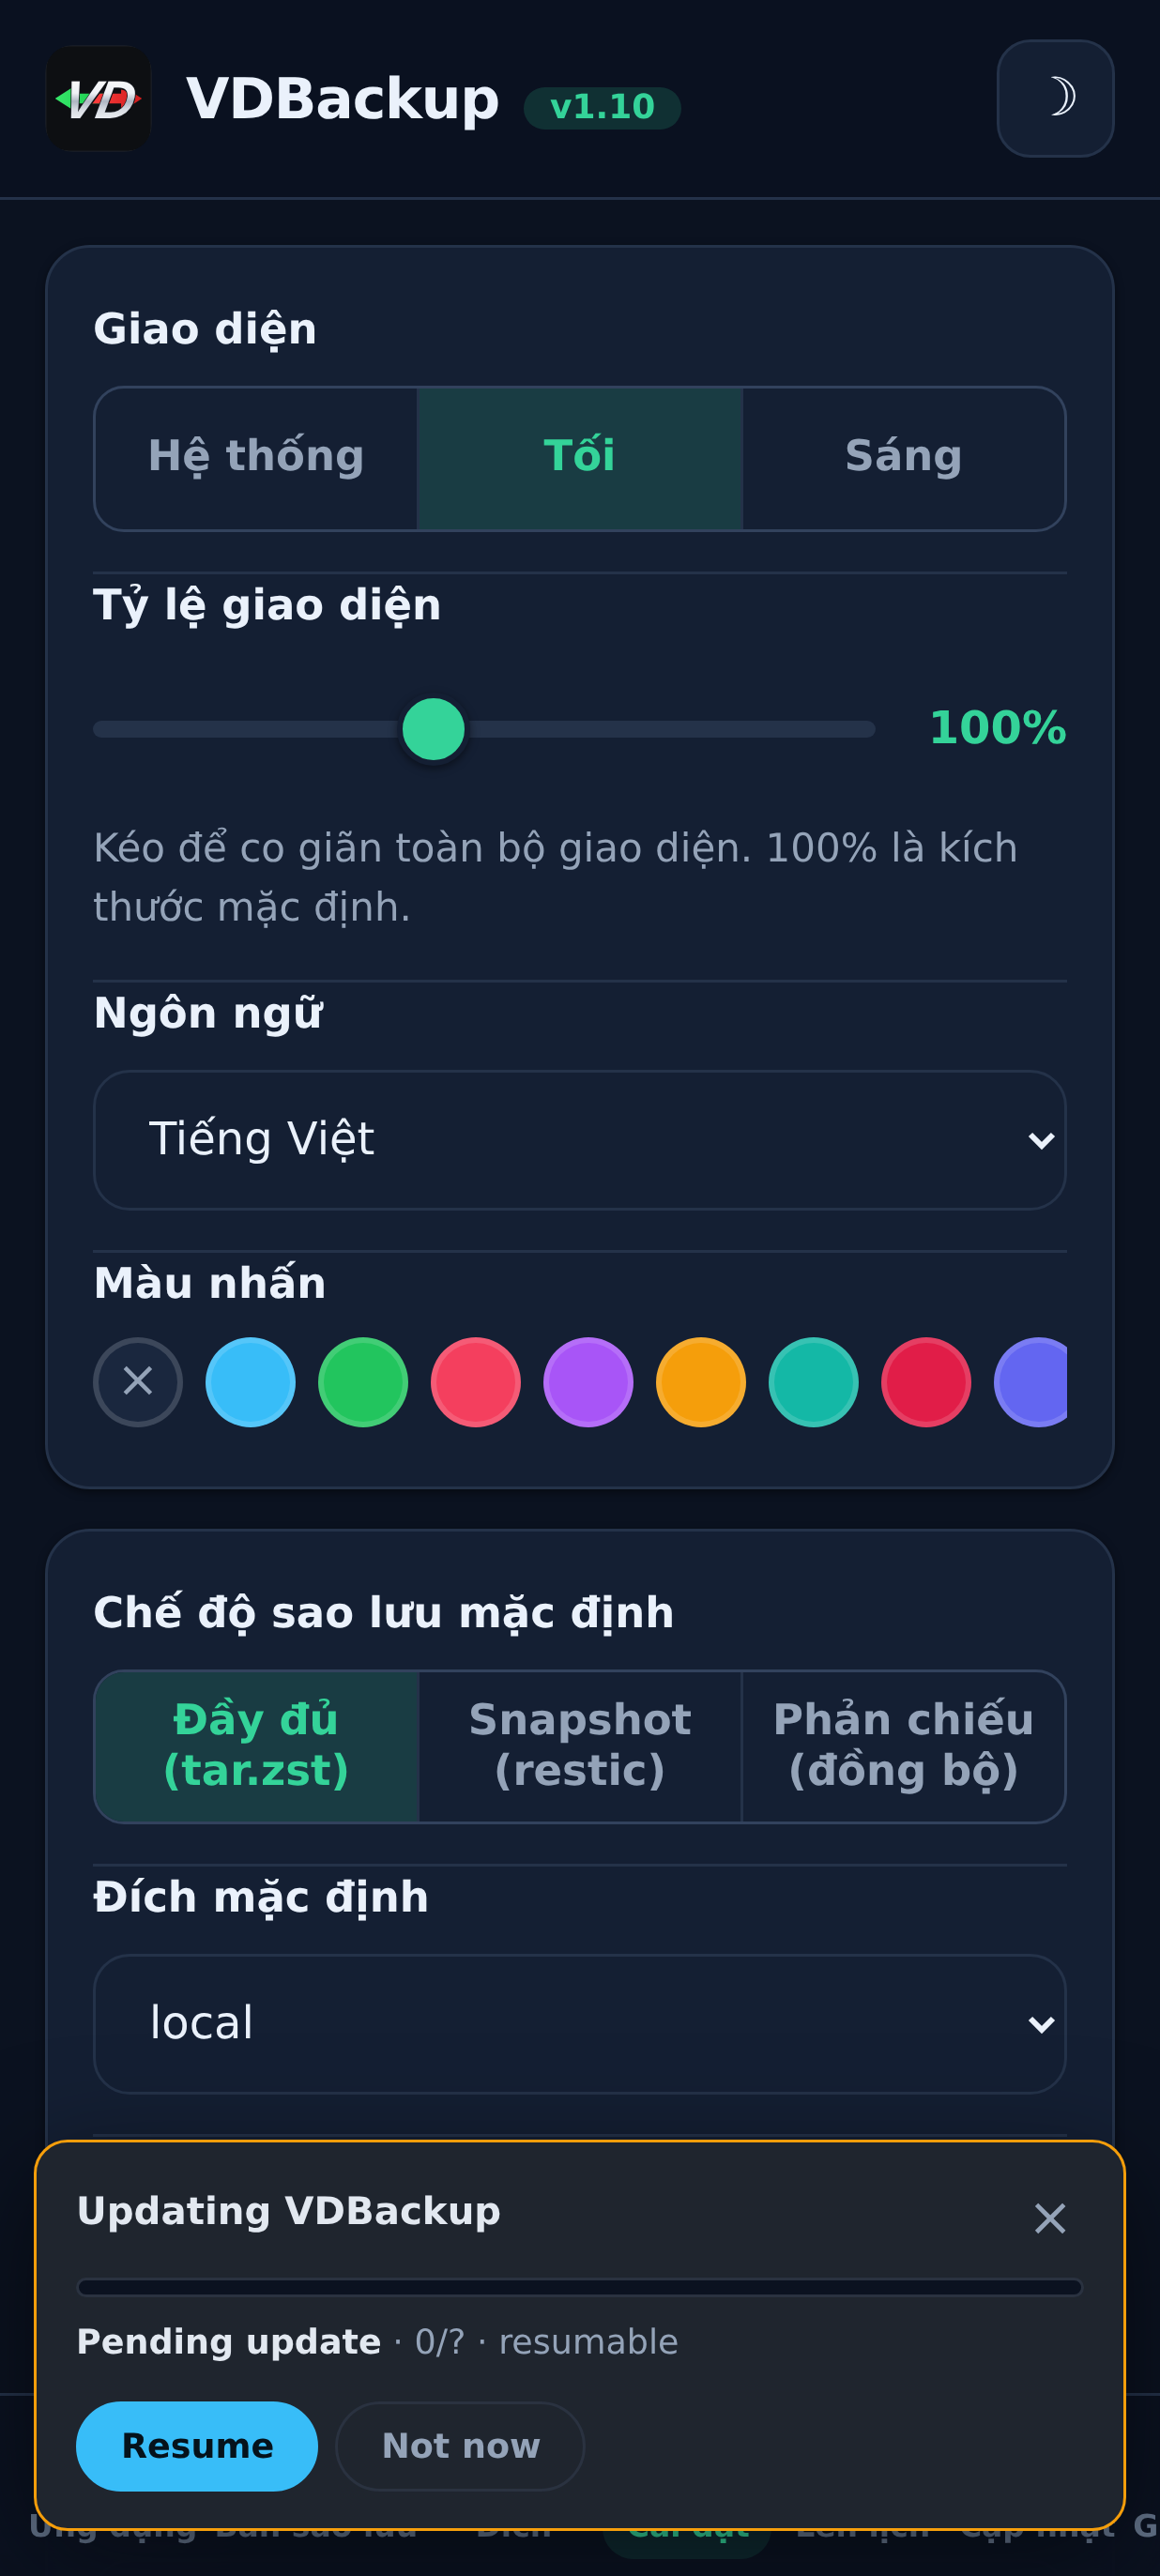 VD
VDBackup v1.10
Giao diện
Hệ thống Tối Sáng
Tỷ lệ giao diện
100%
Kéo để co giãn toàn bộ giao diện. 100% là kích
thước mặc định.
Ngôn ngữ
Tiếng Việt
Màu nhấn
Chế độ sao lưu mặc định
Đầy đủ
(tar.zst)
Snapshot
(restic)
Phản chiếu
(đồng bộ)
Đích mặc định
local
Updating VDBackup
Pending update · 0/? · resumable
Resume Not now